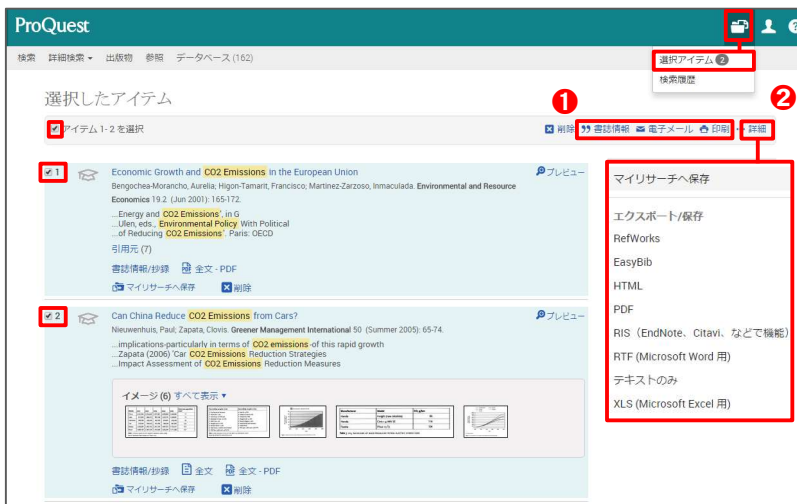 ProQuest
検索 詳細検索 ▾ 出版物 参照 データベース (162)
選択アイテム 2
検索履歴
選択したアイテム
❶
❷
アイテム 1- 2 を選択
削除 書誌情報 電子メール 印刷 ··· 詳細
1
Economic Growth and CO2 Emissions in the European Union
プレビュー
Bengochea-Morancho, Aurelia; Higon-Tamarit, Francisco; Martinez-Zarzoso, Inmaculada. Environmental and Resource
Economics 19.2 (Jun 2001): 165-172.
...Energy and CO2 Emissions', in G
...Ulen, eds., Environmental Policy With Political
...of Reducing CO2 Emissions'. Paris: OECD
引用元 (7)
書誌情報/抄録 全文 - PDF
マイリサーチへ保存 削除
2
Can China Reduce CO2 Emissions from Cars?
プレビュー
Nieuwenhuis, Paul; Zapata, Clovis. Greener Management International 50 (Summer 2005): 65-74.
...implications-particularly in terms of CO2 emissions-of this rapid growth
...Zapata (2006) 'Car CO2 Emissions Reduction Strategies
...Impact Assessment of CO2 Emissions Reduction Measures
イメージ (6) すべて表示 ▾
書誌情報/抄録 全文 全文 - PDF
マイリサーチへ保存 削除
マイリサーチへ保存
エクスポート/保存
RefWorks
EasyBib
HTML
PDF
RIS（EndNote、Citavi、などで機能）
RTF (Microsoft Word 用)
テキストのみ
XLS (Microsoft Excel 用)